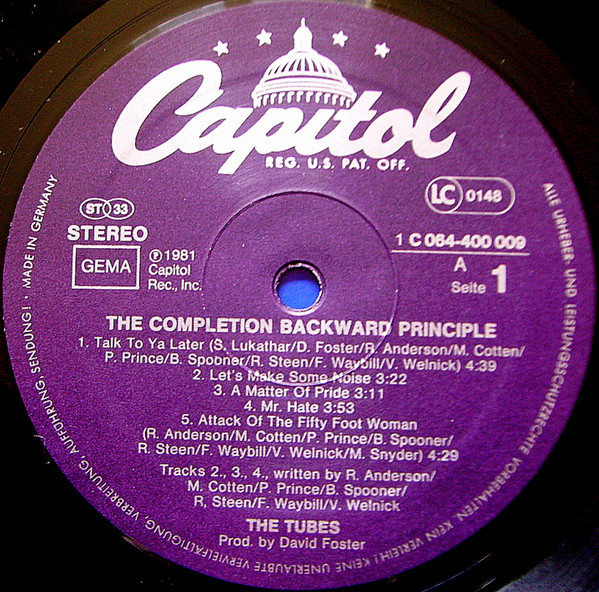 Capitol
REG. U.S. PAT. OFF.
ST 33
STEREO
GEMA
℗ 1981
Capitol
Rec., Inc.
LC 0148
1 C 064-400 009
A
Seite 1
THE COMPLETION BACKWARD PRINCIPLE
1. Talk To Ya Later (S. Lukathar/D. Foster/R. Anderson/M. Cotten/
P. Prince/B. Spooner/R. Steen/F. Waybill/V. Welnick) 4:39
2. Let's Make Some Noise 3:22
3. A Matter Of Pride 3:11
4. Mr. Hate 3:53
5. Attack Of The Fifty Foot Woman
(R. Anderson/M. Cotten/P. Prince/B. Spooner/
R. Steen/F. Waybill/V. Welnick/M. Snyder) 4:29
Tracks 2., 3., 4., written by R. Anderson/
M. Cotten/P. Prince/B. Spooner/
R, Steen/F. Waybill/V. Welnick
THE TUBES
Prod. by David Foster
ALLE URHEBER- UND LEISTUNGSSCHUTZRECHTE VORBEHALTEN. KEIN VERLEIH! KEINE UNERLAUBTE VERVIELFÄLTIGUNG, VERBREITUNG, AUFFÜHRUNG, SENDUNG! · MADE IN GERMANY